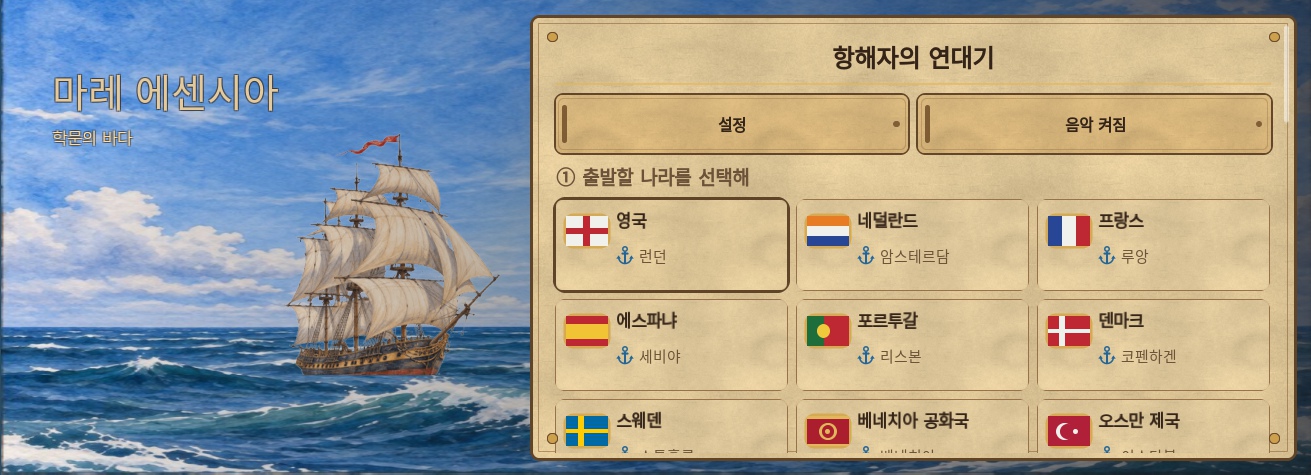 마레 에센시아
학문의 바다
항해자의 연대기
설정
음악 켜짐
① 출발할 나라를 선택해
영국
런던
네덜란드
암스테르담
프랑스
루앙
에스파냐
세비야
포르투갈
리스본
덴마크
코펜하겐
스웨덴
베네치아 공화국
오스만 제국